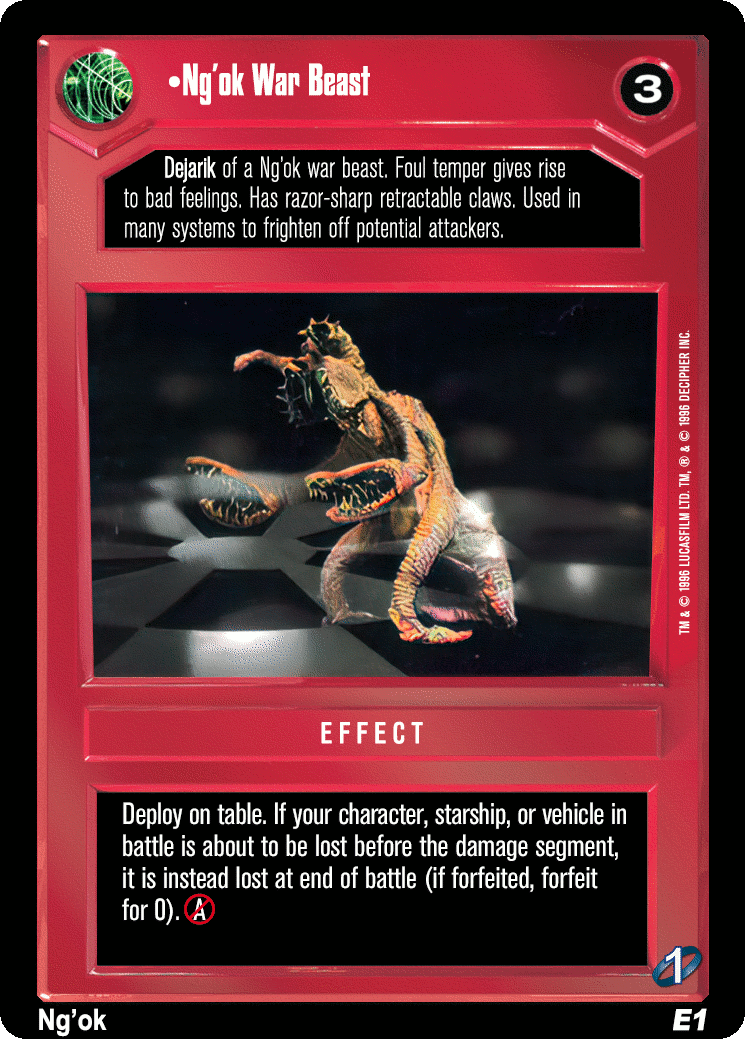 •Ng'ok War Beast
3
Dejarik of a Ng'ok war beast. Foul temper gives rise
to bad feelings. Has razor-sharp retractable claws. Used in
many systems to frighten off potential attackers.
TM & © 1996 LUCASFILM LTD. TM, ® & © 1996 DECIPHER INC.
EFFECT
Deploy on table. If your character, starship, or vehicle in
battle is about to be lost before the damage segment,
it is instead lost at end of battle (if forfeited, forfeit
for 0). A
1
Ng'ok
E1